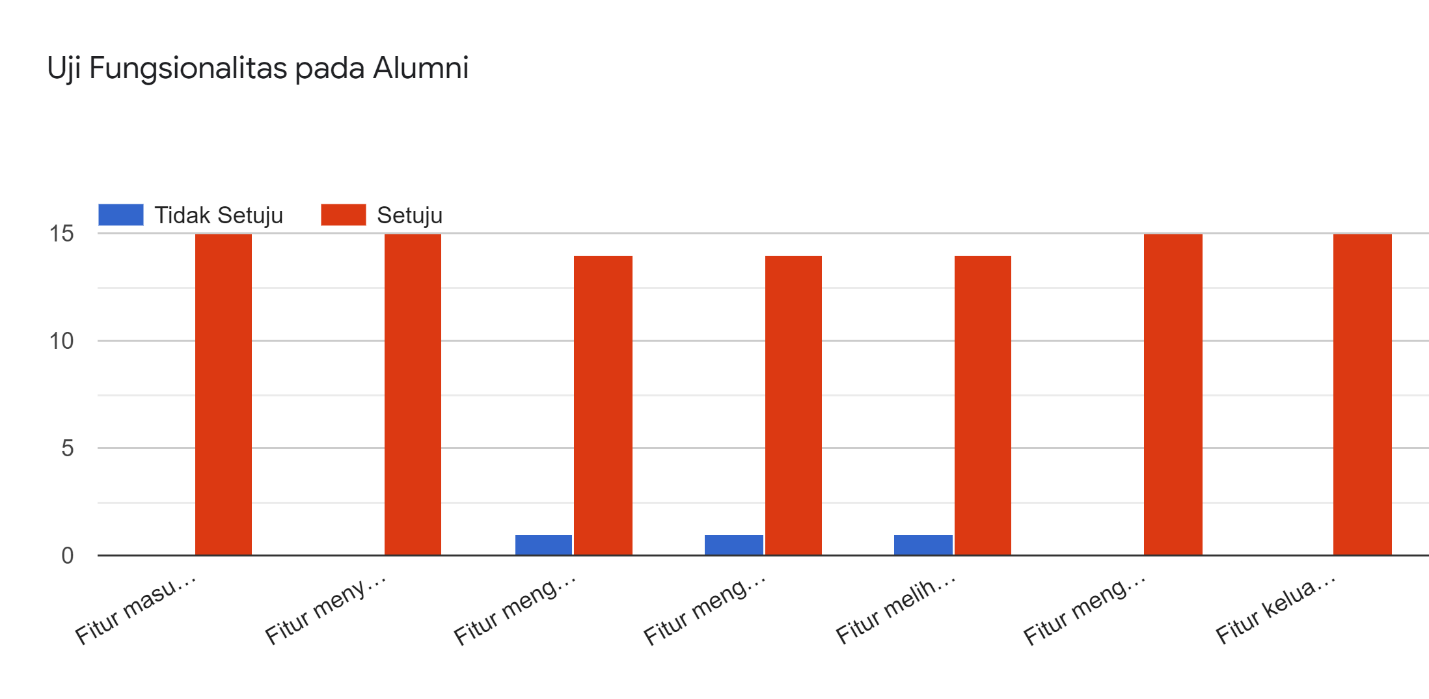 Uji Fungsionalitas pada Alumni
Tidak Setuju Setuju
15
10
5
0
Fitur masu…
Fitur meny…
Fitur meng…
Fitur meng…
Fitur melih…
Fitur meng…
Fitur kelua…